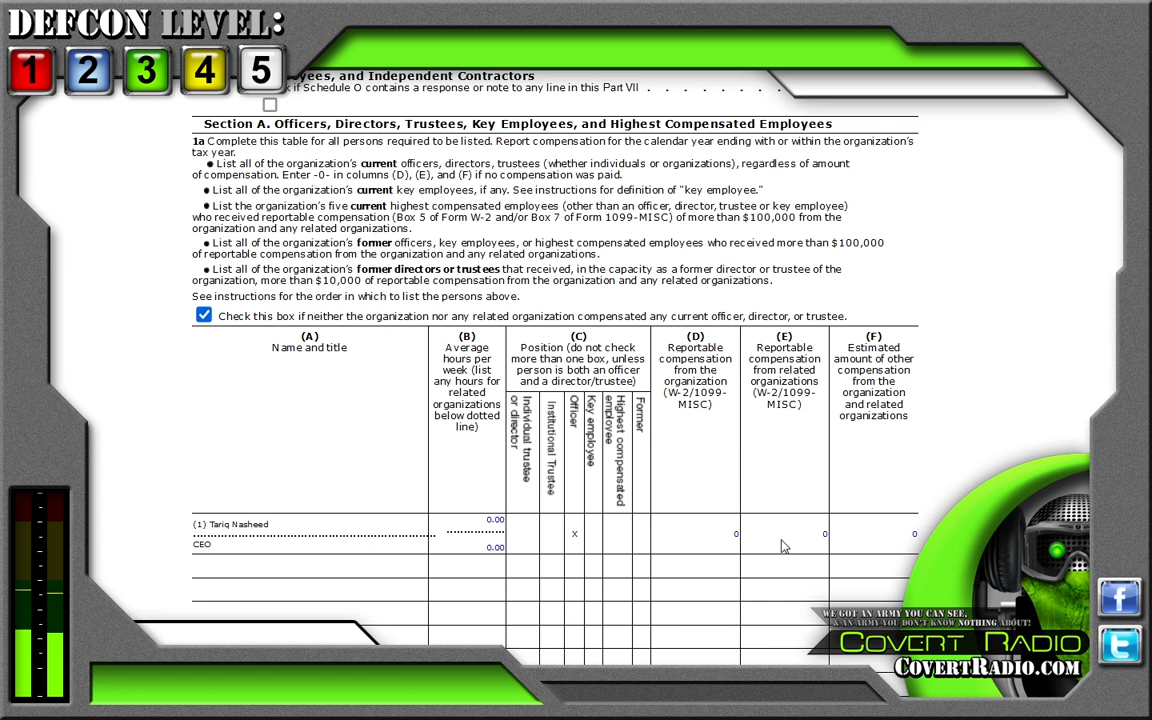 DEFCON LEVEL:
1 2 3 4 5
yees, and Independent Contractors
k if Schedule O contains a response or note to any line in this Part VII . . . . . . .
Section A. Officers, Directors, Trustees, Key Employees, and Highest Compensated Employees
1a Complete this table for all persons required to be listed. Report compensation for the calendar year ending with or within the organization's
tax year.
● List all of the organization's current officers, directors, trustees (whether individuals or organizations), regardless of amount
of compensation. Enter -0- in columns (D), (E), and (F) if no compensation was paid.
● List all of the organization's current key employees, if any. See instructions for definition of "key employee."
● List the organization's five current highest compensated employees (other than an officer, director, trustee or key employee)
who received reportable compensation (Box 5 of Form W-2 and/or Box 7 of Form 1099-MISC) of more than $100,000 from the
organization and any related organizations.
● List all of the organization's former officers, key employees, or highest compensated employees who received more than $100,000
of reportable compensation from the organization and any related organizations.
● List all of the organization's former directors or trustees that received, in the capacity as a former director or trustee of the
organization, more than $10,000 of reportable compensation from the organization and any related organizations.
See instructions for the order in which to list the persons above.
Check this box if neither the organization nor any related organization compensated any current officer, director, or trustee.
(A)
Name and title
(B)
Average
hours per
week (list
any hours for
related
organizations
below dotted
line)
(C)
Position (do not check
more than one box, unless
person is both an officer
and a director/trustee)
Individual trustee
or director
Institutional Trustee
Officer
Key employee
Highest compensated
employee
Former
(D)
Reportable
compensation
from the
organization
(W-2/1099-
MISC)
(E)
Reportable
compensation
from related
organizations
(W-2/1099-
MISC)
(F)
Estimated
amount of other
compensation
from the
organization
and related
organizations
(1) Tariq Nasheed
CEO
0.00
0.00
X
0
0
0
WE GOT AN ARMY YOU CAN SEE,
& AN ARMY YOU DON'T KNOW NOTHING ABOUT!
COVERT RADIO
COVERTRADIO.COM